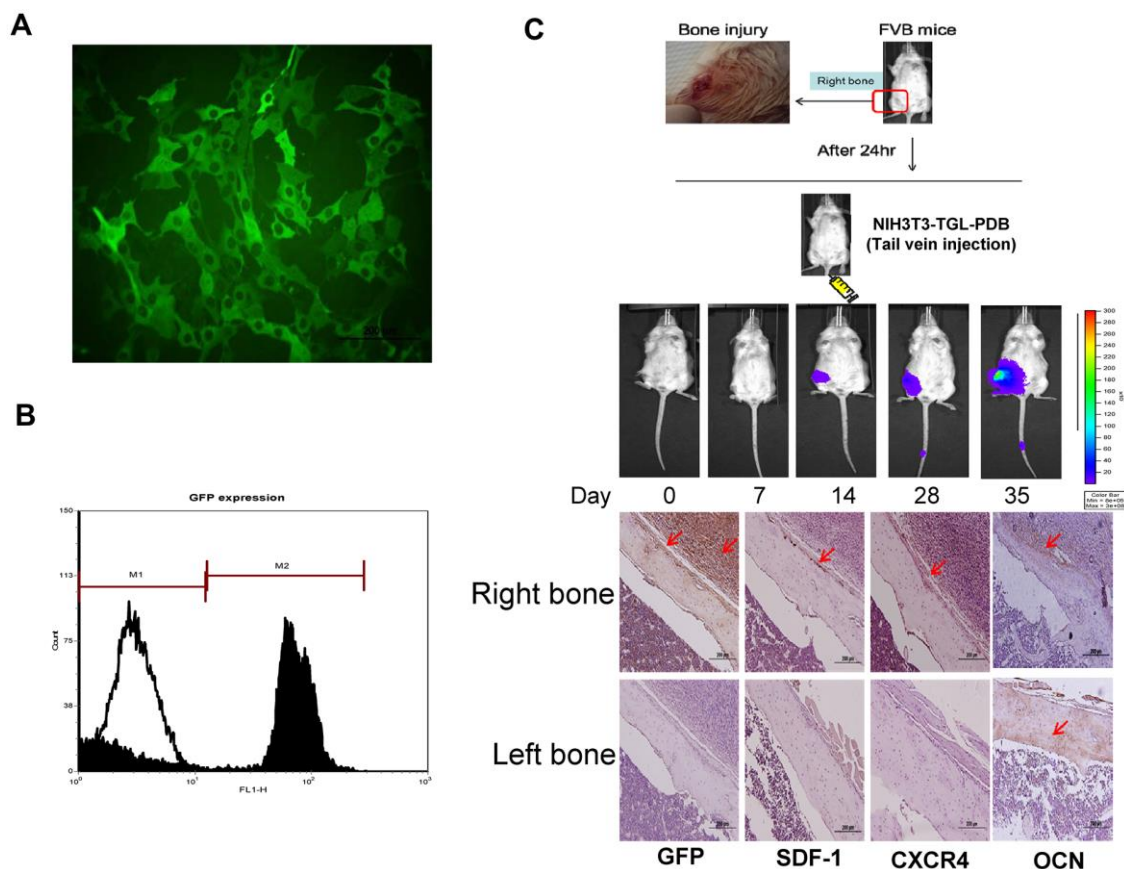 A
B
GFP expression
150
113
75
38
0
Count
M1
M2
10⁰
10¹
10²
10³
FL1-H
C
Bone injury
FVB mice
Right bone
After 24hr
NIH3T3-TGL-PDB
(Tail vein injection)
300
280
260
240
220
200
180
160
140
120
100
80
60
40
20
Color Bar
Day 0 7 14 28 35
Right bone
Left bone
GFP SDF-1 CXCR4 OCN